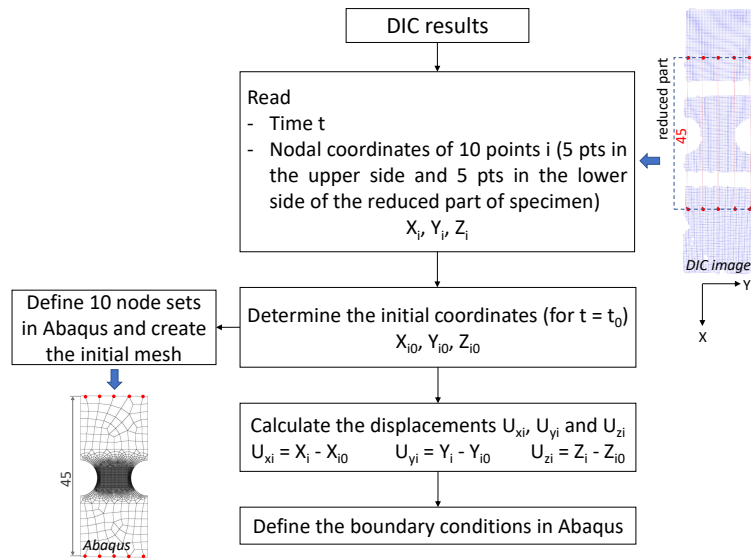 DIC results
Read
- Time t
- Nodal coordinates of 10 points i (5 pts in
the upper side and 5 pts in the lower
side of the reduced part of specimen)
Xi, Yi, Zi
reduced part
45
DIC image
Y
X
Determine the initial coordinates (for t = t0)
Xi0, Yi0, Zi0
Define 10 node sets
in Abaqus and create
the initial mesh
45
Abaqus
Calculate the displacements Uxi, Uyi and Uzi
Uxi = Xi - Xi0 Uyi = Yi - Yi0 Uzi = Zi - Zi0
Define the boundary conditions in Abaqus